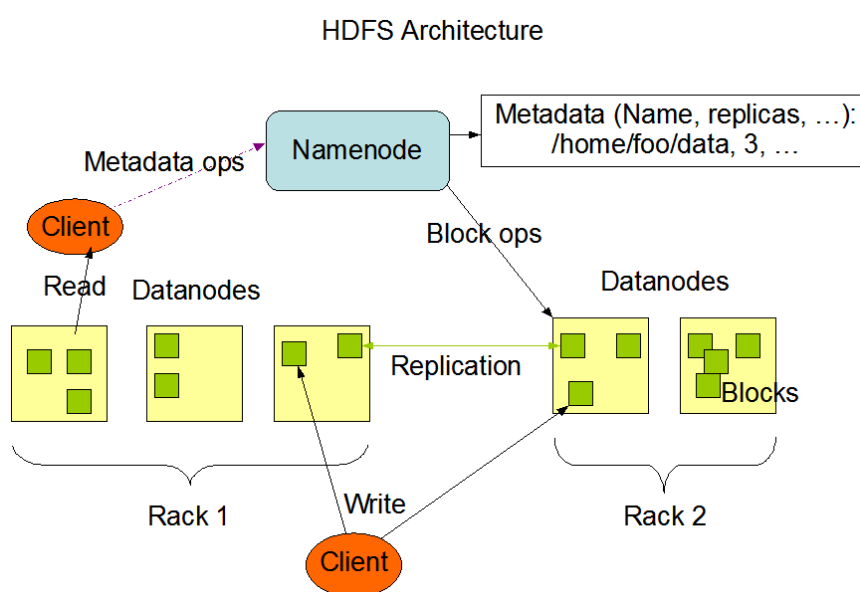 HDFS Architecture
Metadata (Name, replicas, …):
/home/foo/data, 3, …
Namenode
Metadata ops
Client
Block ops
Read
Datanodes
Datanodes
Replication
Blocks
Rack 1
Write
Rack 2
Client